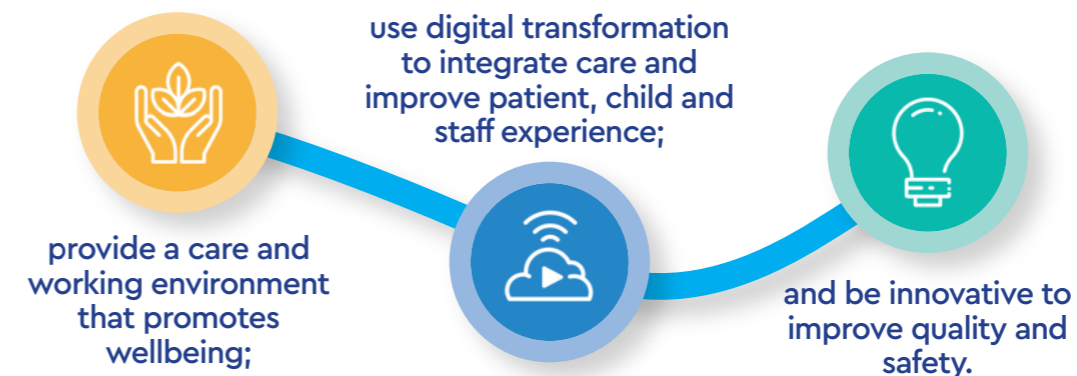 provide a care and
working environment
that promotes
wellbeing;
use digital transformation
to integrate care and
improve patient, child and
staff experience;
and be innovative to
improve quality and
safety.